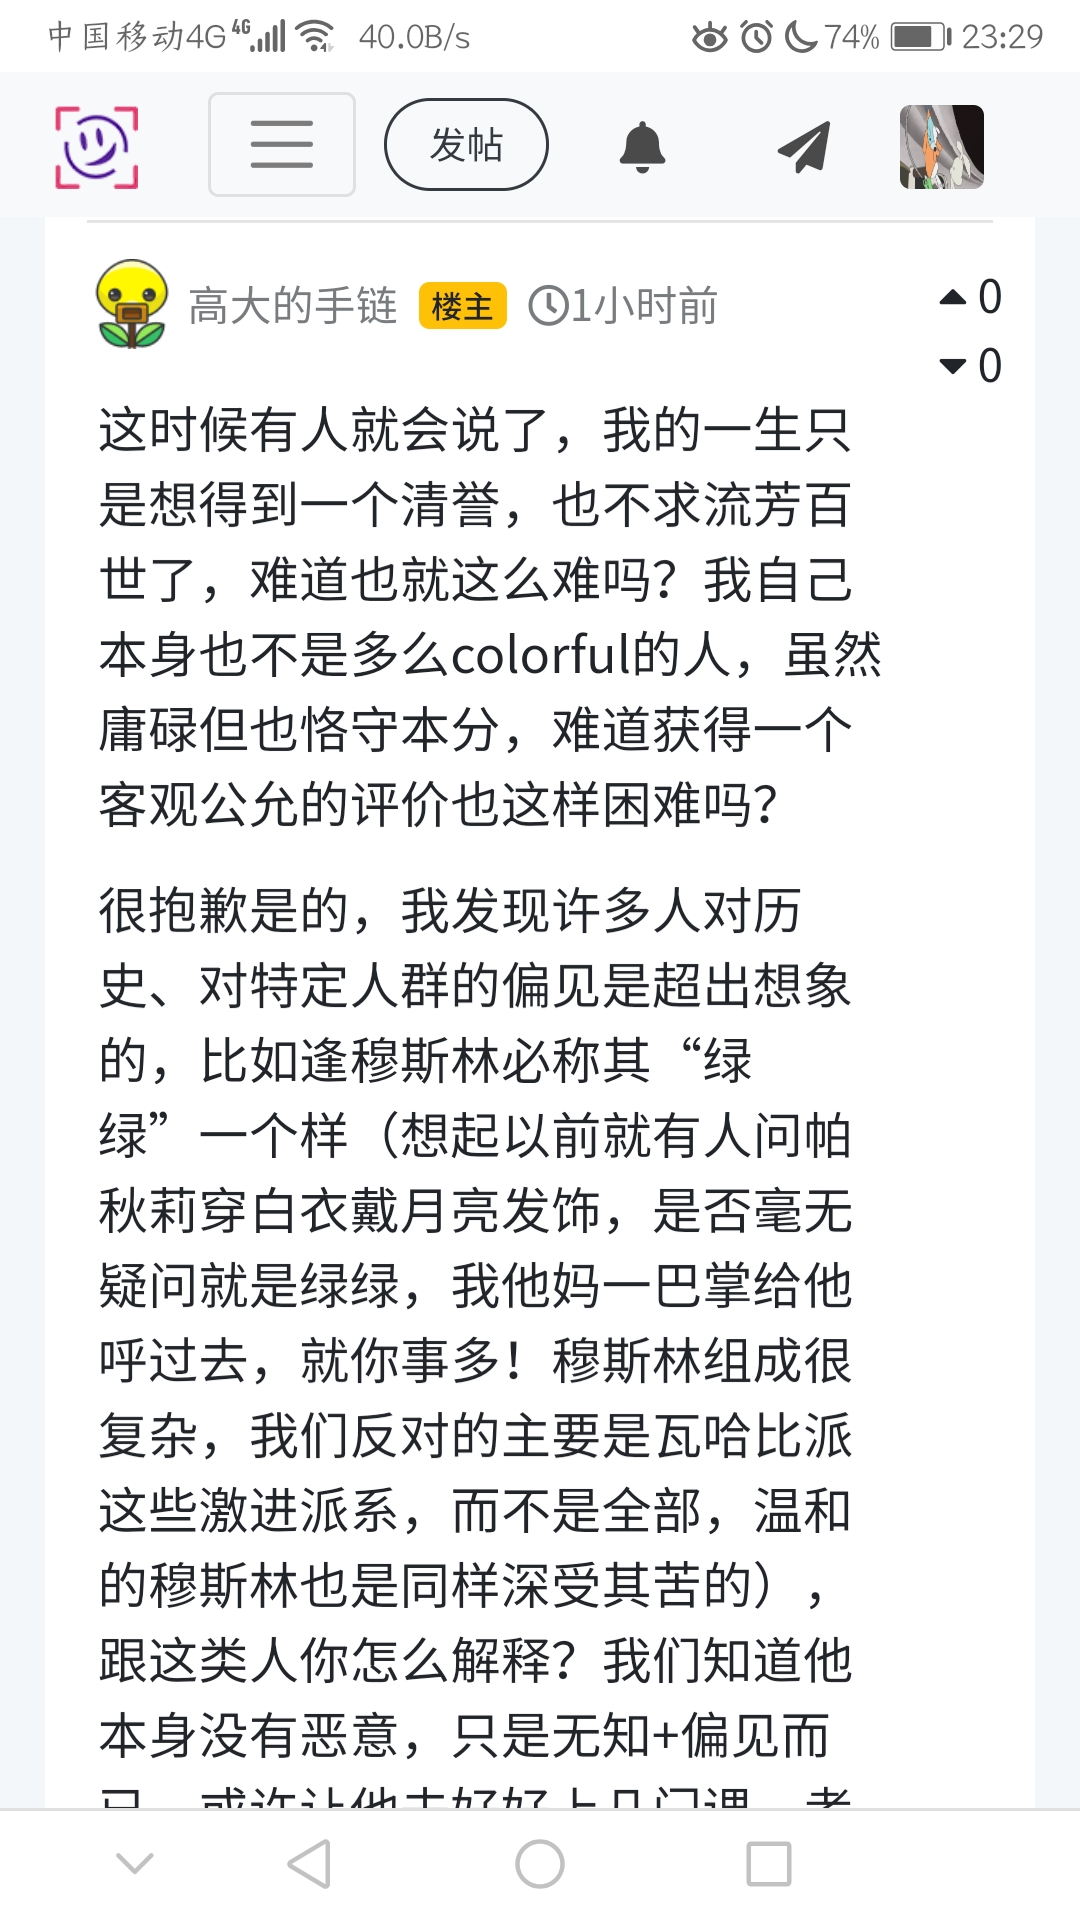 中国移动4G 4G 40.0B/s 74% 23:29
发帖
高大的手链 楼主 1小时前
0
0
这时候有人就会说了，我的一生只
是想得到一个清誉，也不求流芳百
世了，难道也就这么难吗？我自己
本身也不是多么colorful的人，虽然
庸碌但也恪守本分，难道获得一个
客观公允的评价也这样困难吗？
很抱歉是的，我发现许多人对历
史、对特定人群的偏见是超出想象
的，比如逢穆斯林必称其“绿
绿”一个样（想起以前就有人问帕
秋莉穿白衣戴月亮发饰，是否毫无
疑问就是绿绿，我他妈一巴掌给他
呼过去，就你事多！穆斯林组成很
复杂，我们反对的主要是瓦哈比派
这些激进派系，而不是全部，温和
的穆斯林也是同样深受其苦的），
跟这类人你怎么解释？我们知道他
本身没有恶意，只是无知+偏见而
已，或许让他去好好上几门课，考